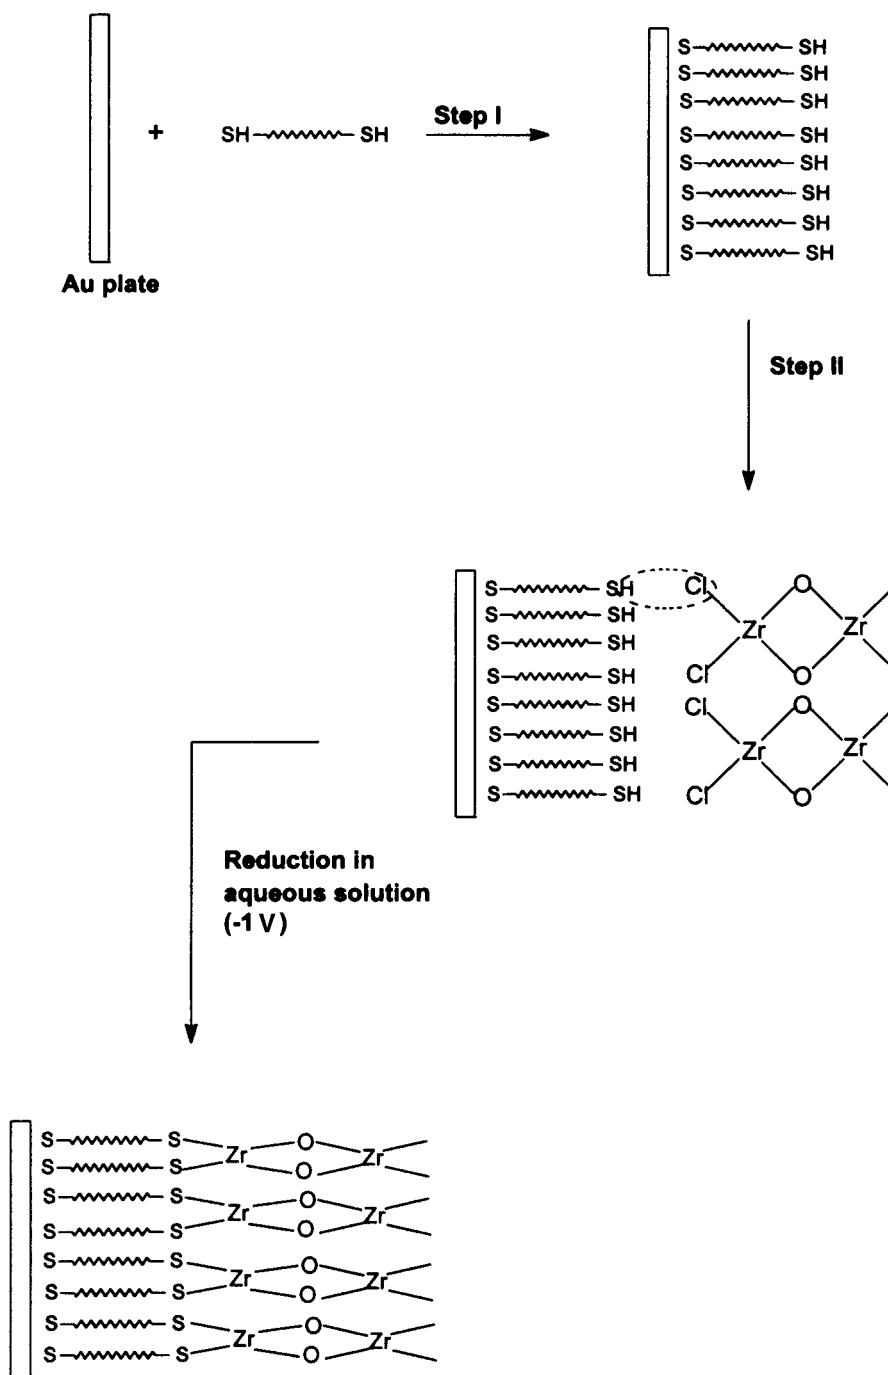 Au plate
+
SH SH
Step I
S SH
S SH
S SH
S SH
S SH
S SH
S SH
S SH
Step II
S SH Cl O
S SH Zr Zr
S SH
S SH Cl O
S SH Cl O
S SH Zr Zr
S SH
S SH Cl O
Reduction in
aqueous solution
(-1 V)
S S O
Zr Zr
S S O
S S O
Zr Zr
S S O
S S O
Zr Zr
S S O
S S O
Zr Zr
S S O